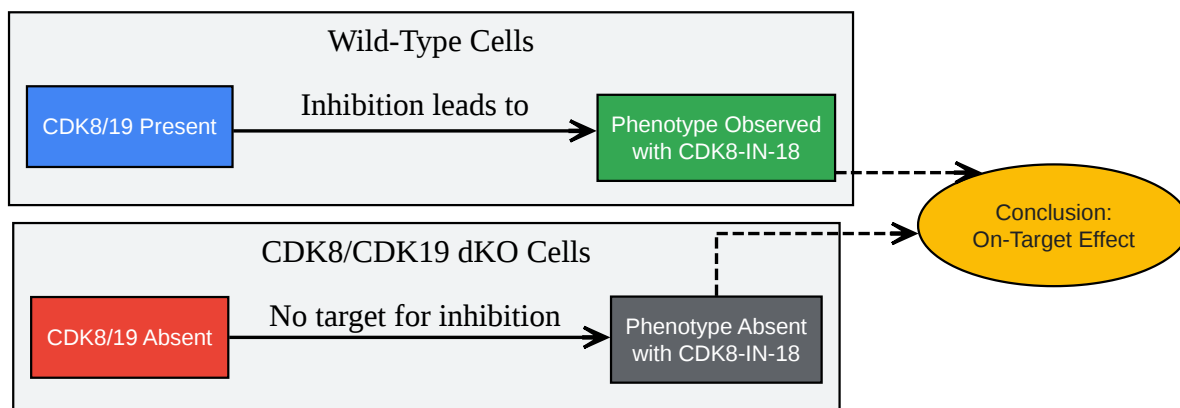 Wild-Type Cells
CDK8/19 Present
Inhibition leads to
Phenotype Observed
with CDK8-IN-18
Conclusion:
On-Target Effect
CDK8/CDK19 dKO Cells
CDK8/19 Absent
No target for inhibition
Phenotype Absent
with CDK8-IN-18